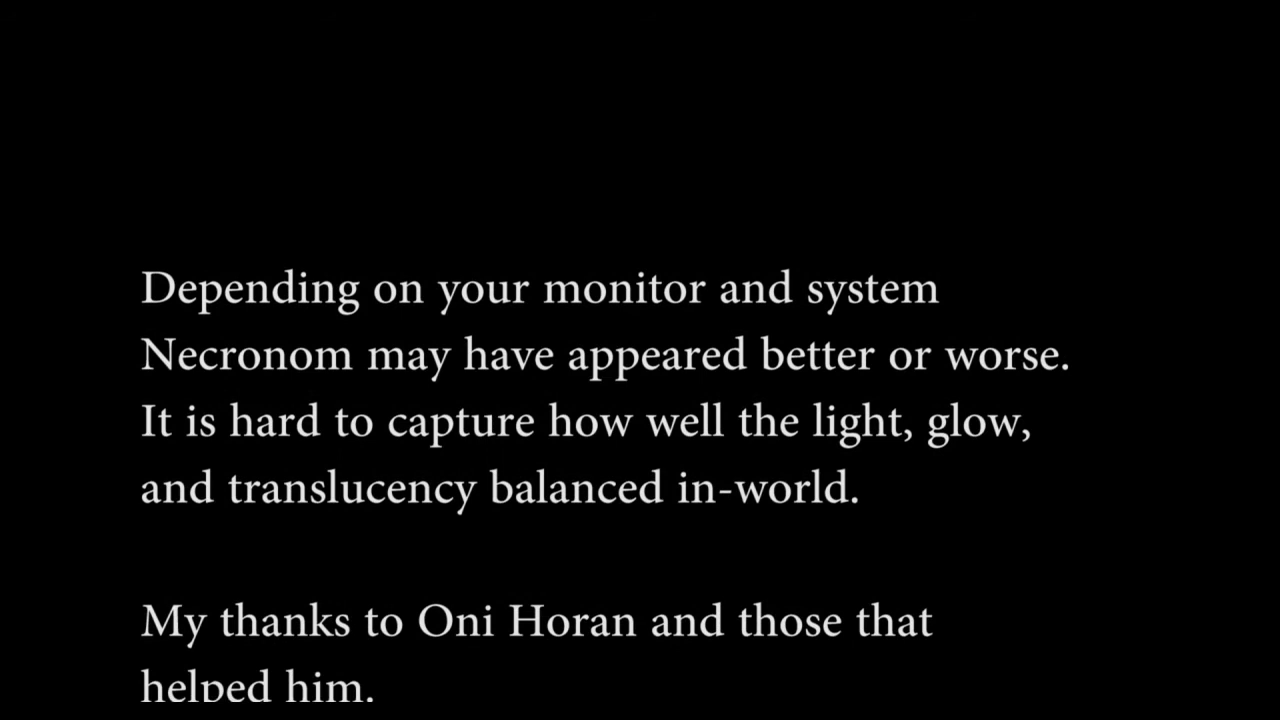 Depending on your monitor and system
Necronom may have appeared better or worse.
It is hard to capture how well the light, glow,
and translucency balanced in-world.
My thanks to Oni Horan and those that
helped him.